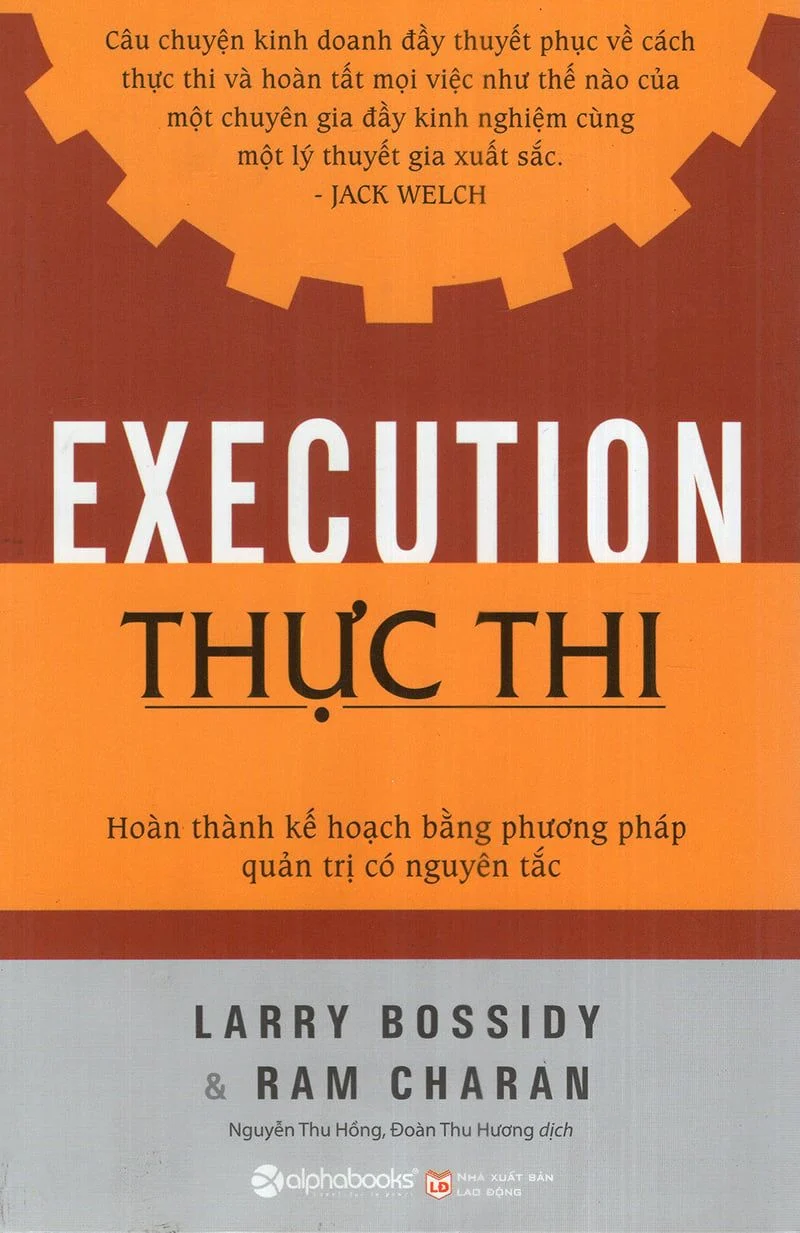 Câu chuyện kinh doanh đầy thuyết phục về cách
thực thi và hoàn tất mọi việc như thế nào của
một chuyên gia đầy kinh nghiệm cùng
một lý thuyết gia xuất sắc.
- JACK WELCH
EXECUTION
THỰC THI
Hoàn thành kế hoạch bằng phương pháp
quản trị có nguyên tắc
LARRY BOSSIDY
& RAM CHARAN
Nguyễn Thu Hồng, Đoàn Thu Hương dịch
alphabooks®
LĐ NHÀ XUẤT BẢN
LAO ĐỘNG